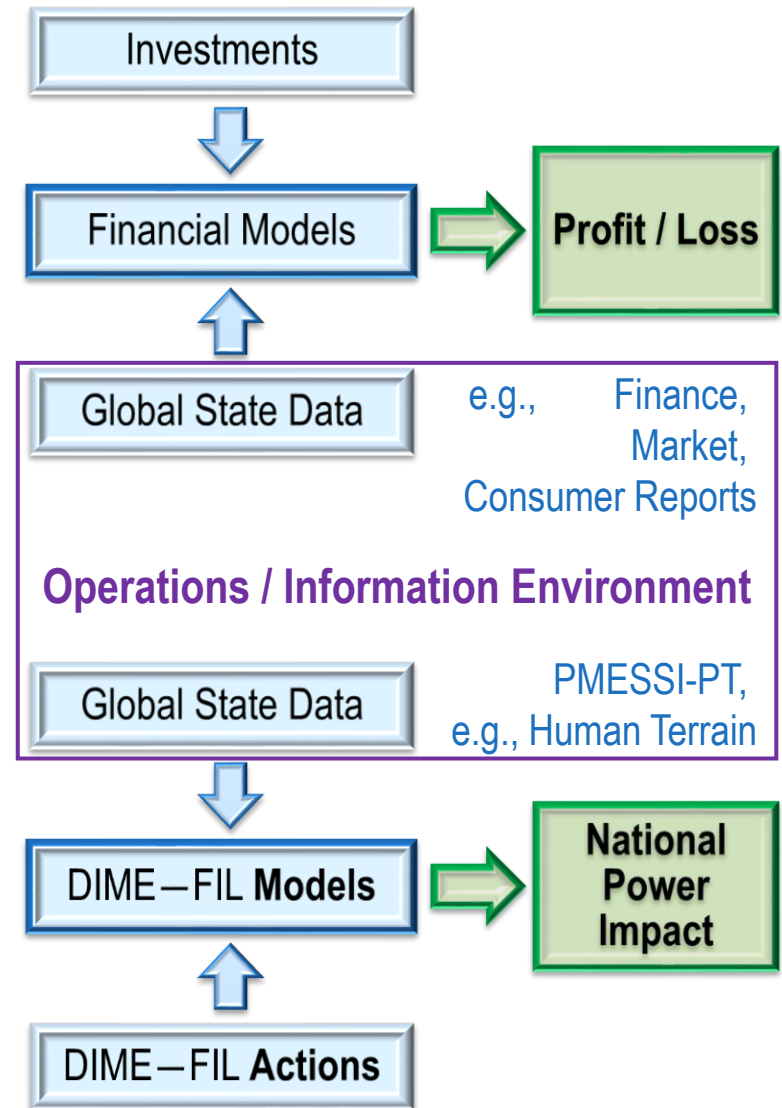 Investments
Financial Models
Profit / Loss
Global State Data
e.g., Finance,
Market,
Consumer Reports
Operations / Information Environment
Global State Data
PMESSI-PT,
e.g., Human Terrain
DIME—FIL Models
National
Power
Impact
DIME—FIL Actions